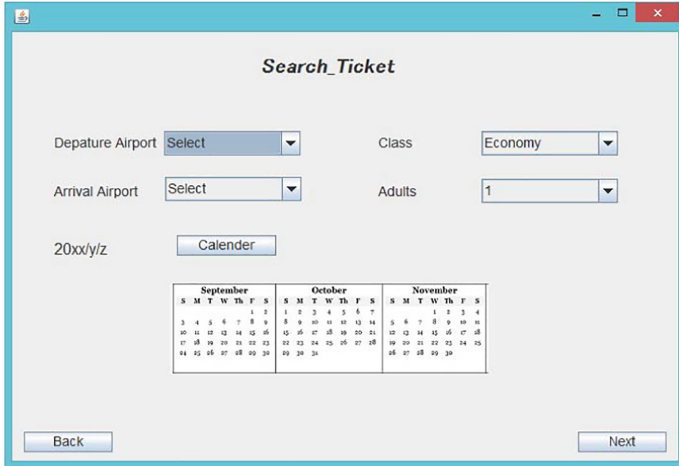 Search_Ticket
Depature Airport Select Class Economy
Arrival Airport Select Adults 1
20xx/y/z Calender
September October November
S M T W Th F S S M T W Th F S S M T W Th F S
1 2 1 2 3 4 5 6 7 1 2 3 4
3 4 5 6 7 8 9 8 9 10 11 12 13 14 5 6 7 8 9 10 11
10 11 12 13 14 15 16 15 16 17 18 19 20 21 12 13 14 15 16 17 18
17 18 19 20 21 22 23 22 23 24 25 26 27 28 19 20 21 22 23 24 25
24 25 26 27 28 29 30 29 30 31 26 27 28 29 30
Back Next